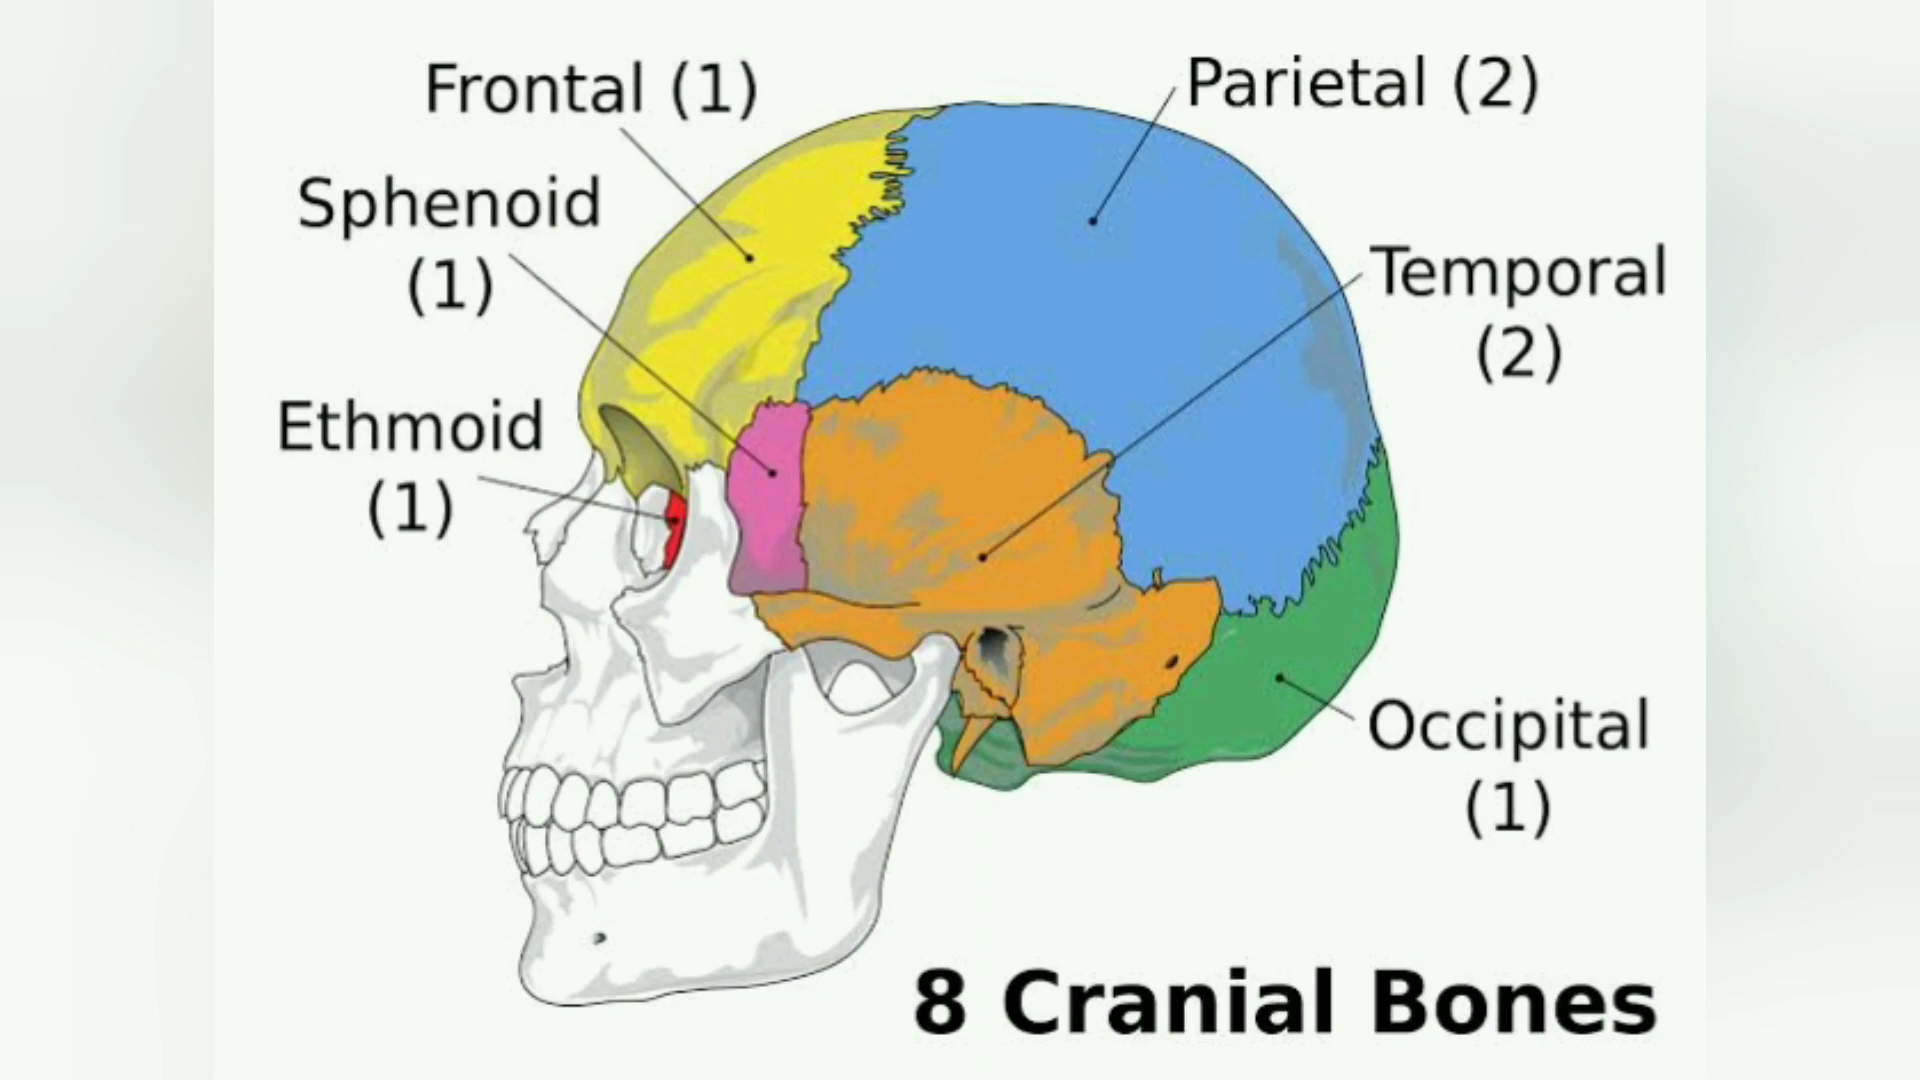 Frontal (1)
Parietal (2)
Sphenoid
(1)
Temporal
(2)
Ethmoid
(1)
Occipital
(1)
8 Cranial Bones